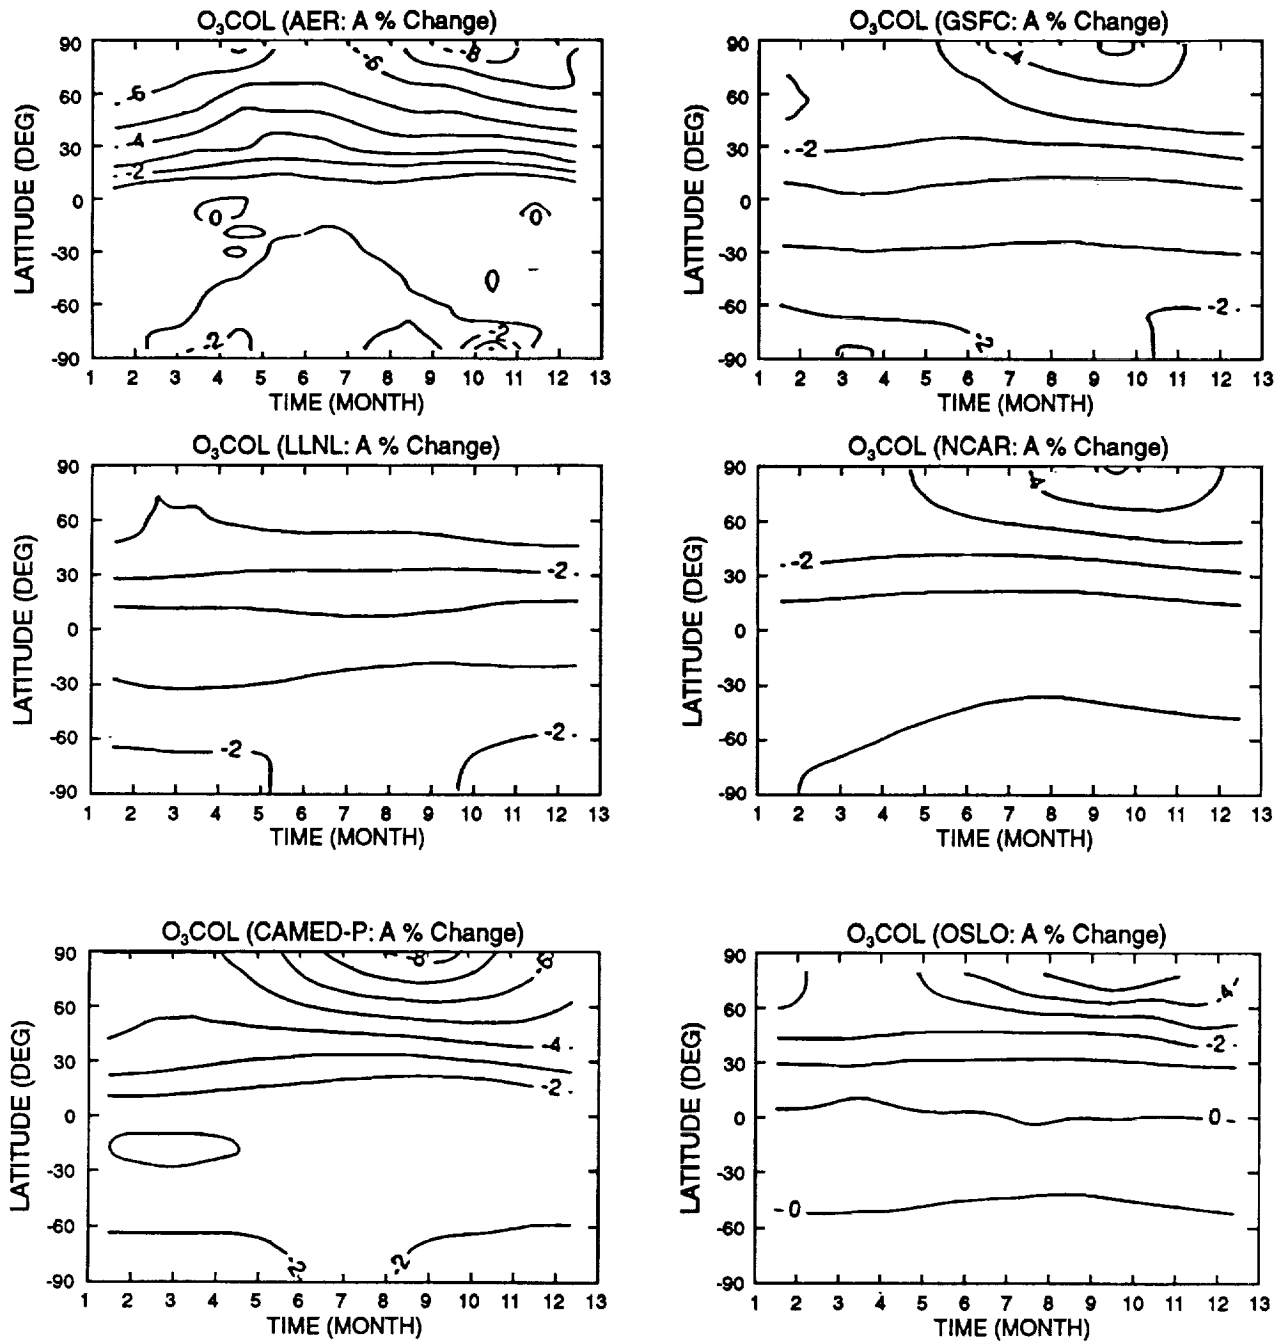 O₃COL (AER: A % Change)
LATITUDE (DEG)
90
60
30
0
-30
-60
-90
-6
-4
-2
-6
-8
0
0
-2
-2
1 2 3 4 5 6 7 8 9 10 11 12 13
TIME (MONTH)
O₃COL (GSFC: A % Change)
LATITUDE (DEG)
90
60
30
0
-30
-60
-90
-4
-2
-2
-2
1 2 3 4 5 6 7 8 9 10 11 12 13
TIME (MONTH)
O₃COL (LLNL: A % Change)
LATITUDE (DEG)
90
60
30
0
-30
-60
-90
-2
-2
-2
1 2 3 4 5 6 7 8 9 10 11 12 13
TIME (MONTH)
O₃COL (NCAR: A % Change)
LATITUDE (DEG)
90
60
30
0
-30
-60
-90
-4
-2
1 2 3 4 5 6 7 8 9 10 11 12 13
TIME (MONTH)
O₃COL (CAMED-P: A % Change)
LATITUDE (DEG)
90
60
30
0
-30
-60
-90
-8
-6
-4
-2
-2
-2
1 2 3 4 5 6 7 8 9 10 11 12 13
TIME (MONTH)
O₃COL (OSLO: A % Change)
LATITUDE (DEG)
90
60
30
0
-30
-60
-90
-4
-2
0
0
1 2 3 4 5 6 7 8 9 10 11 12 13
TIME (MONTH)